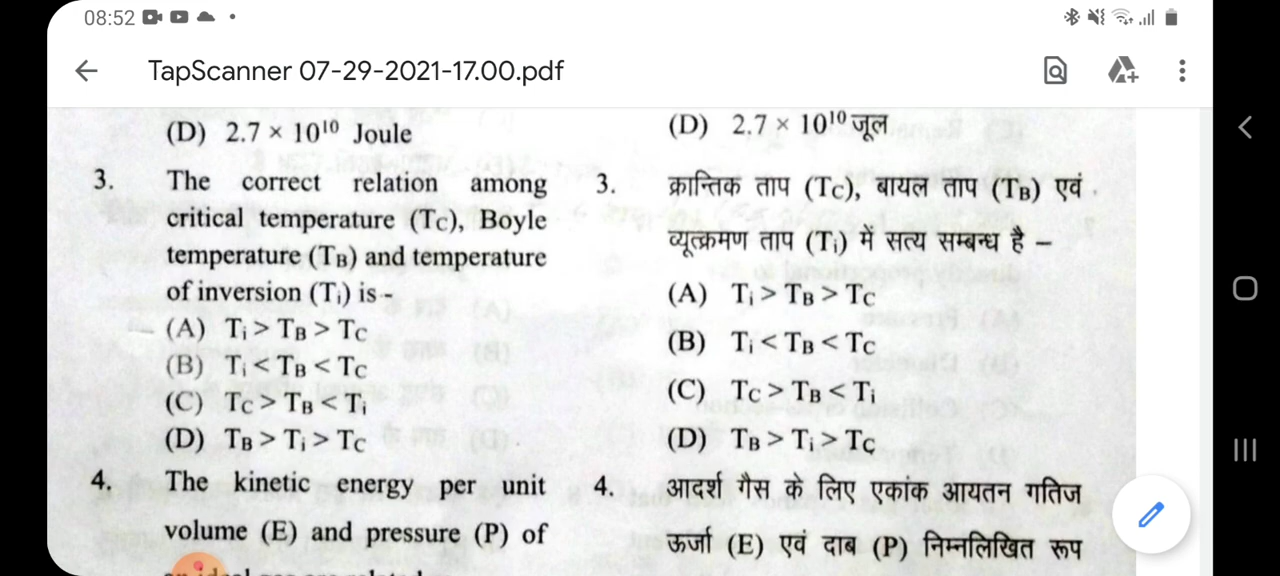 08:52
TapScanner 07-29-2021-17.00.pdf
(D) 2.7 × 10¹⁰ Joule
3. The correct relation among
critical temperature (TC), Boyle
temperature (TB) and temperature
of inversion (Ti) is -
(A) Ti > TB > TC
(B) Ti < TB < TC
(C) TC > TB < Ti
(D) TB > Ti > TC
4. The kinetic energy per unit
volume (E) and pressure (P) of
(D) 2.7 × 10¹⁰ जूल
3. क्रान्तिक ताप (TC), बायल ताप (TB) एवं
व्यूत्क्रमण ताप (Ti) में सत्य सम्बन्ध है –
(A) Ti > TB > TC
(B) Ti < TB < TC
(C) TC > TB < Ti
(D) TB > Ti > TC
4. आदर्श गैस के लिए एकांक आयतन गतिज
ऊर्जा (E) एवं दाब (P) निम्नलिखित रूप